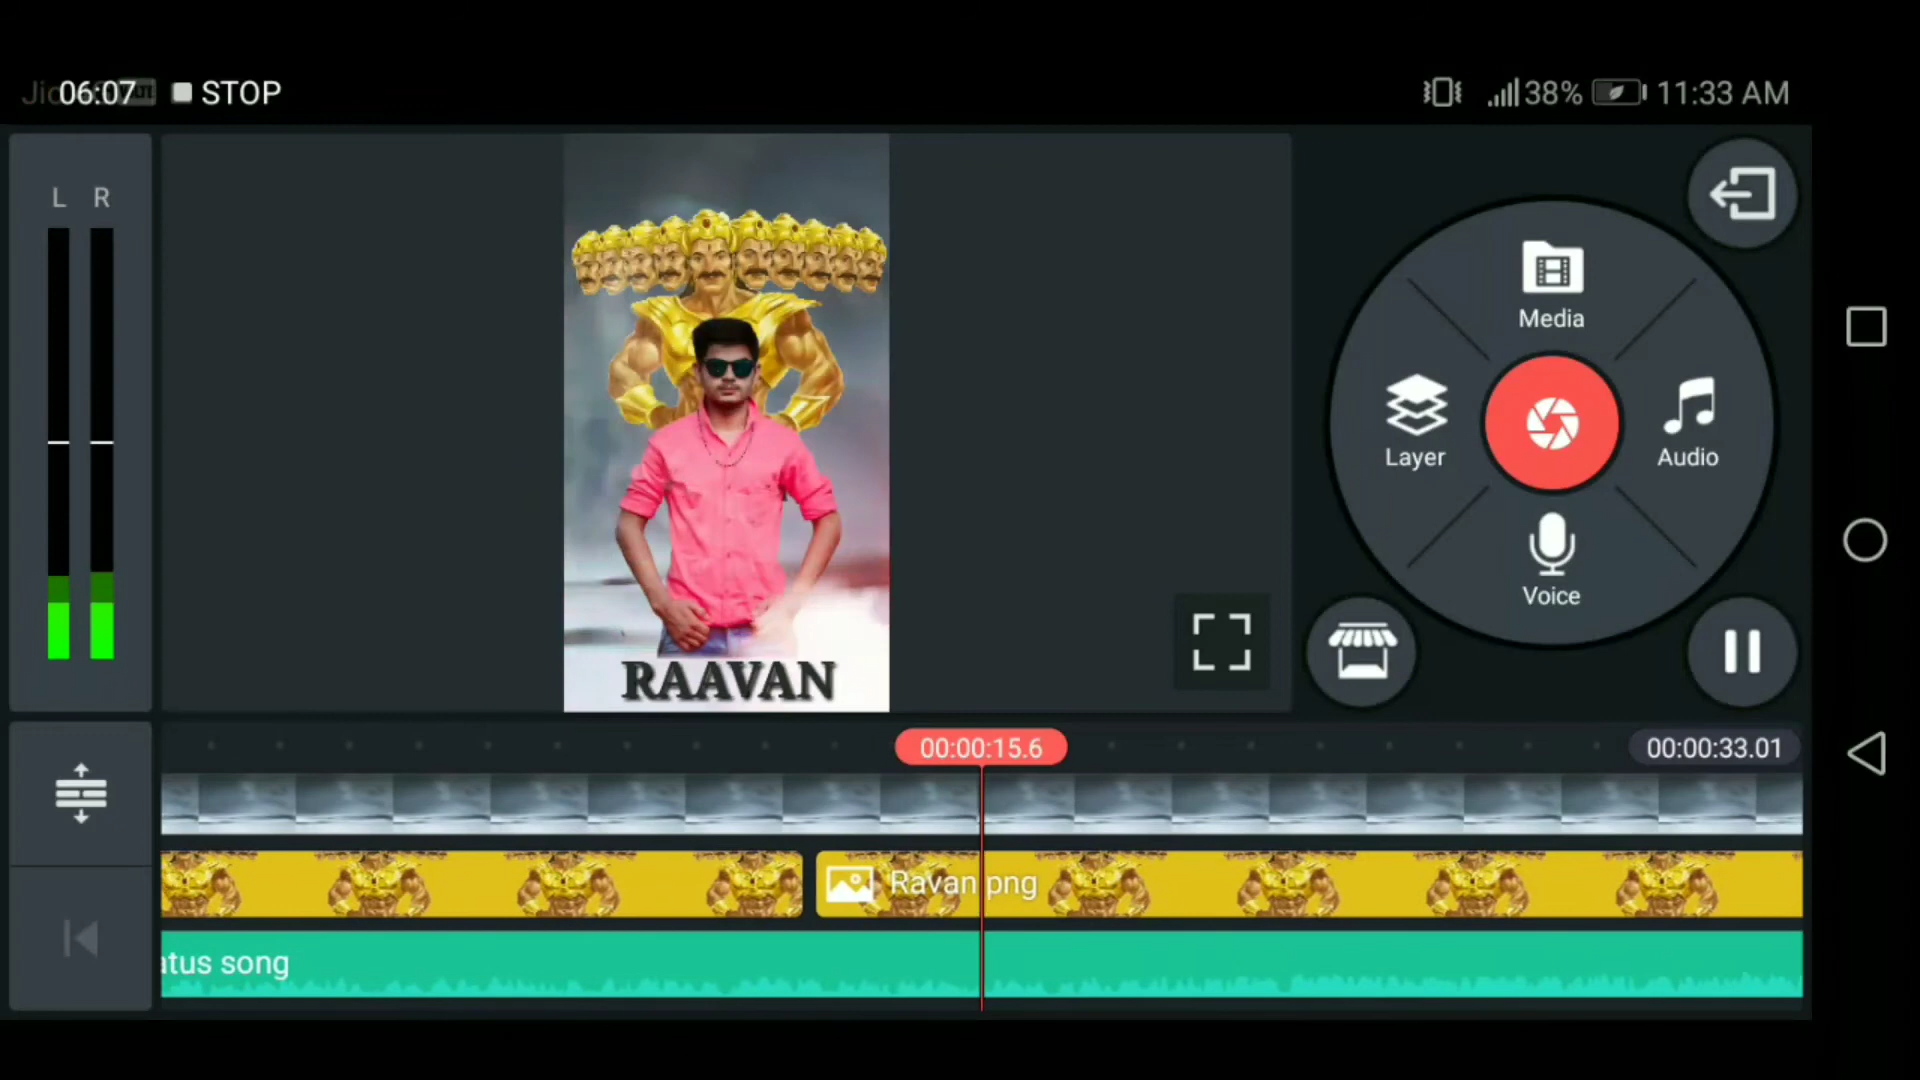 06:07 STOP 38% 11:33 AM
L R
Media
Layer
Audio
Voice
RAAVAN
00:00:15.6
00:00:33.01
Ravan png
atus song